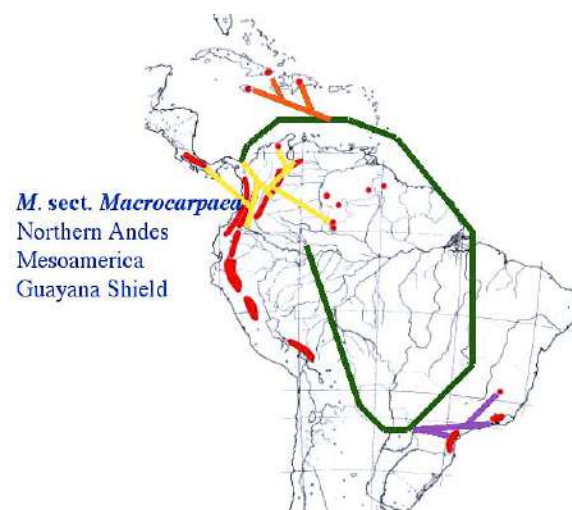 M. sect. Macrocarpaea
Northern Andes
Mesoamerica
Guayana Shield